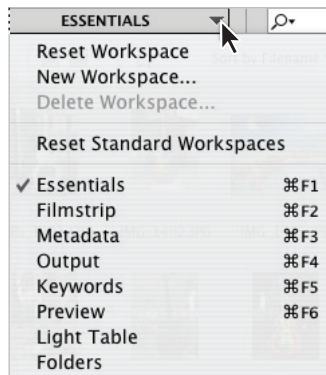 ESSENTIALS
Reset Workspace
New Workspace...
Delete Workspace...
Reset Standard Workspaces
✓ Essentials ⌘F1
Filmstrip ⌘F2
Metadata ⌘F3
Output ⌘F4
Keywords ⌘F5
Preview ⌘F6
Light Table
Folders